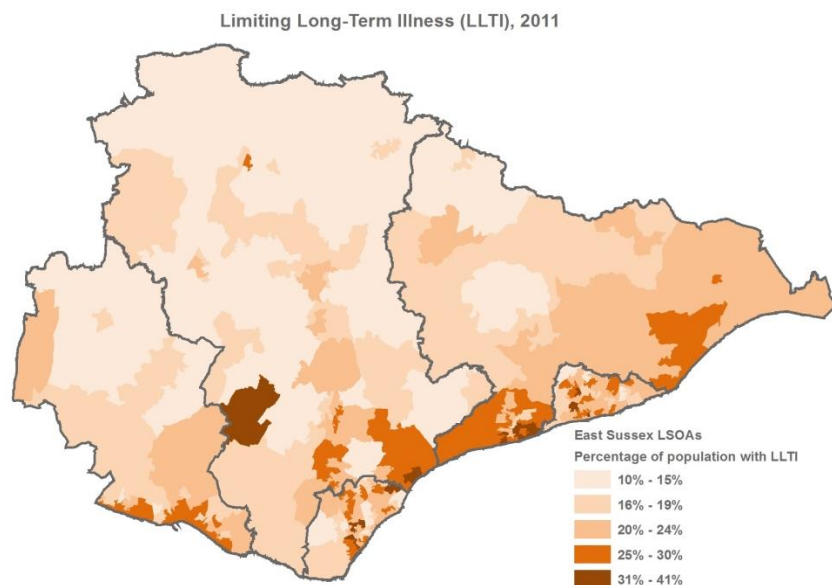 Limiting Long-Term Illness (LLTI), 2011
East Sussex LSOAs
Percentage of population with LLTI
10% - 15%
16% - 19%
20% - 24%
25% - 30%
31% - 41%